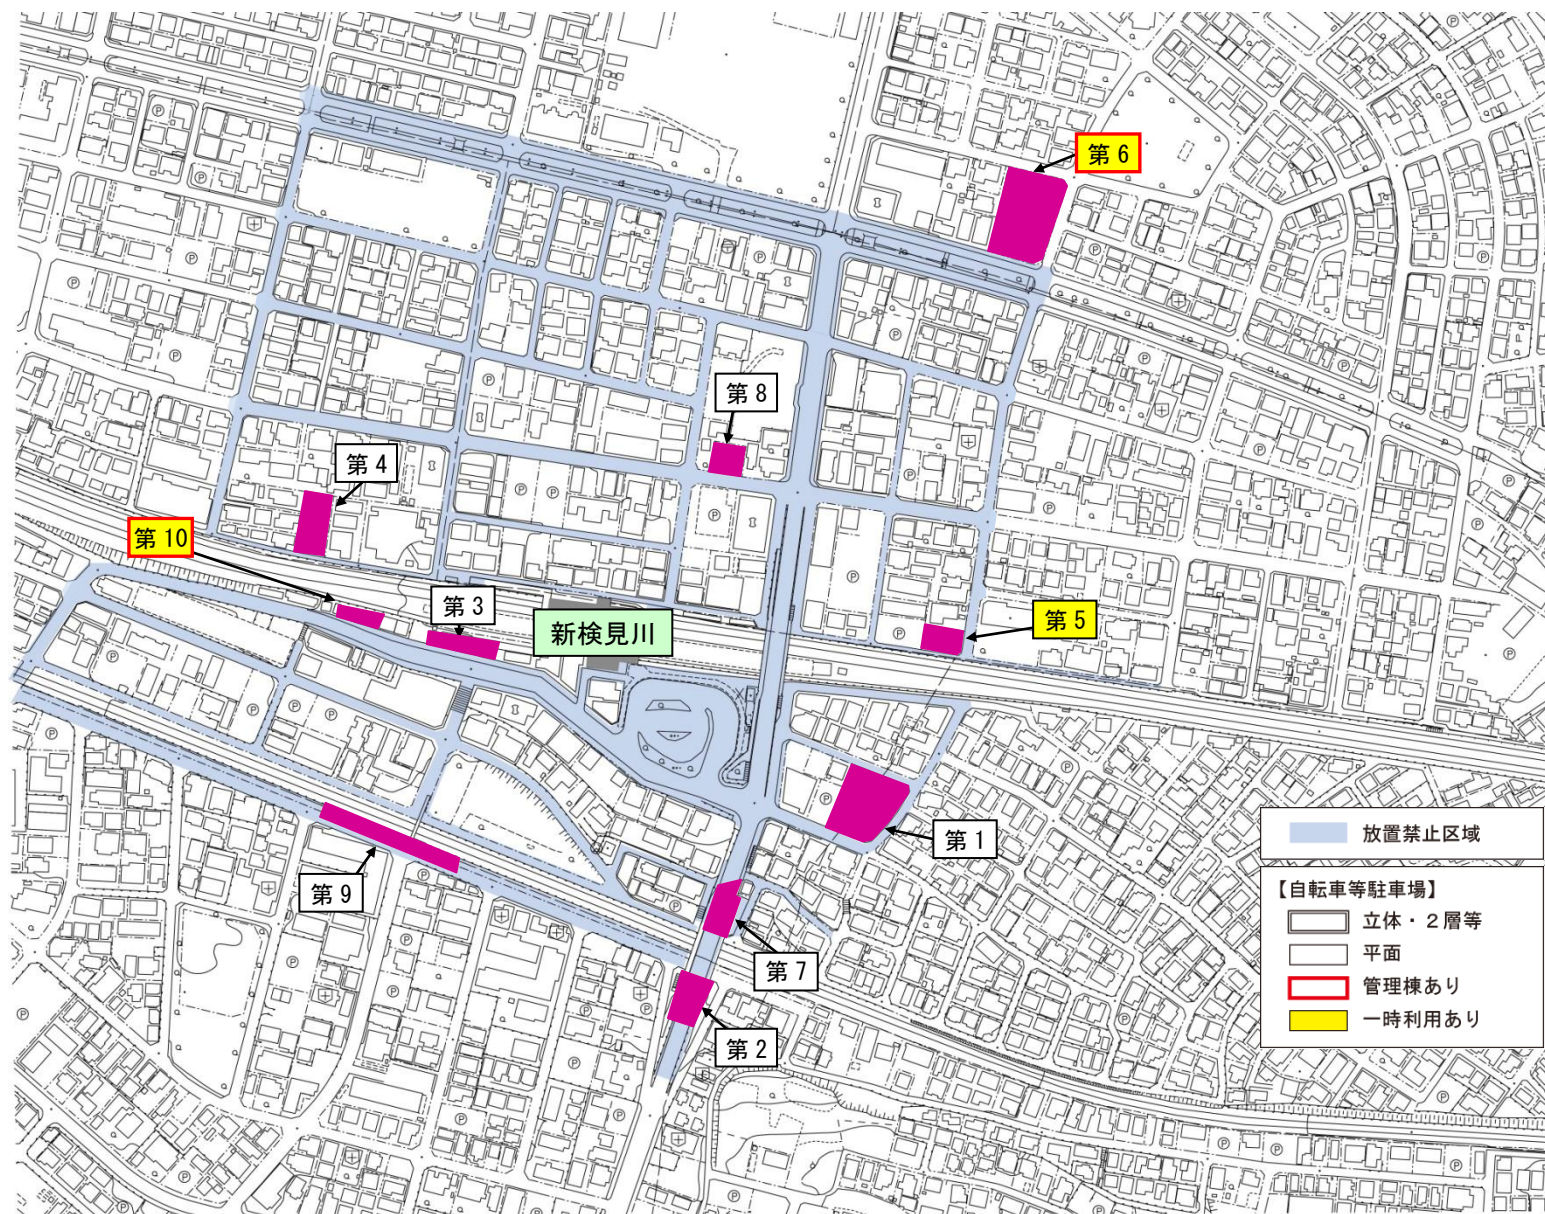 第 6
第 8
第 4
第 10
第 3
新検見川
第 5
第 1
第 9
第 7
第 2
放置禁止区域
【自転車等駐車場】
立体・２層等
平面
管理棟あり
一時利用あり